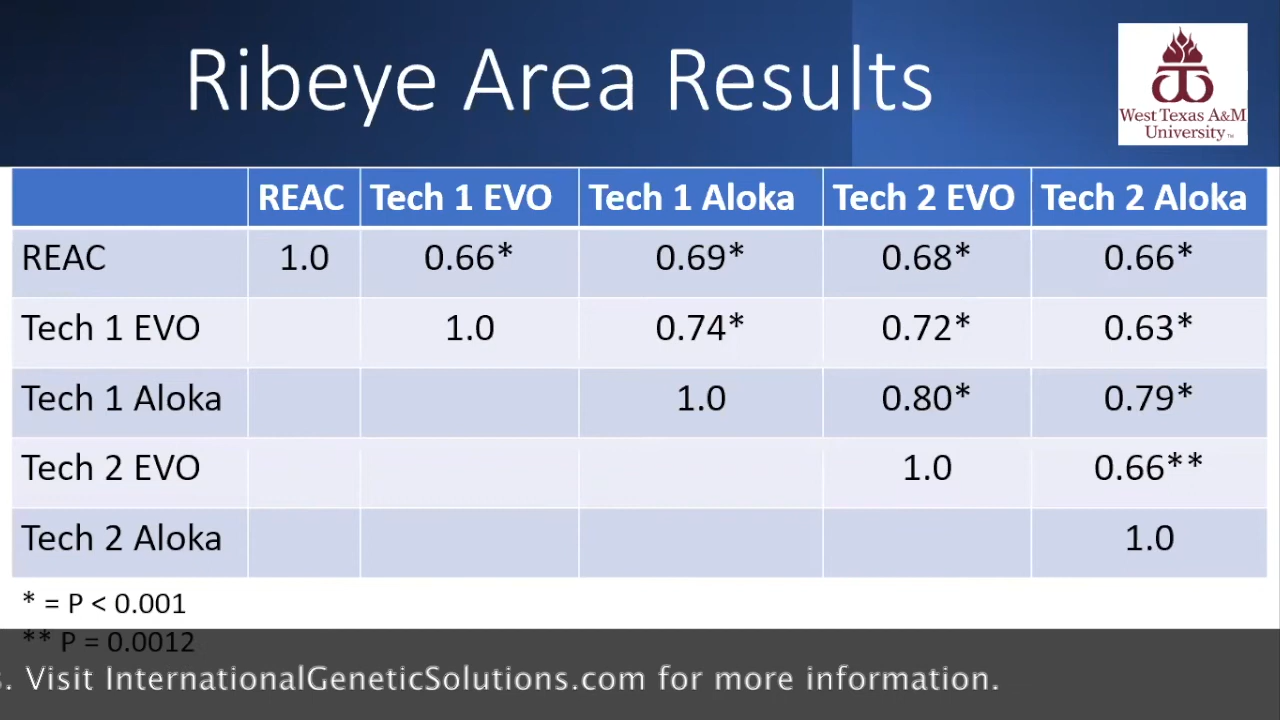 Ribeye Area Results
West Texas A&M
University™
REAC Tech 1 EVO Tech 1 Aloka Tech 2 EVO Tech 2 Aloka
REAC 1.0 0.66* 0.69* 0.68* 0.66*
Tech 1 EVO 1.0 0.74* 0.72* 0.63*
Tech 1 Aloka 1.0 0.80* 0.79*
Tech 2 EVO 1.0 0.66**
Tech 2 Aloka 1.0
* = P < 0.001
** P = 0.0012
. Visit InternationalGeneticSolutions.com for more information.